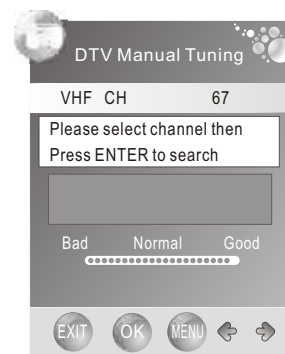 DTV Manual Tuning
VHF CH 67
Please select channel then
Press ENTER to search
Bad Normal Good
EXIT OK MENU